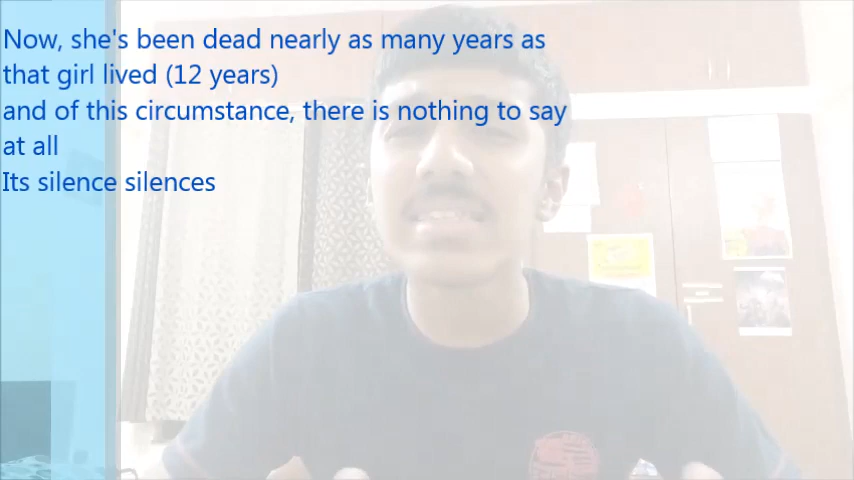 Now, she's been dead nearly as many years as
that girl lived (12 years)
and of this circumstance, there is nothing to say
at all
Its silence silences